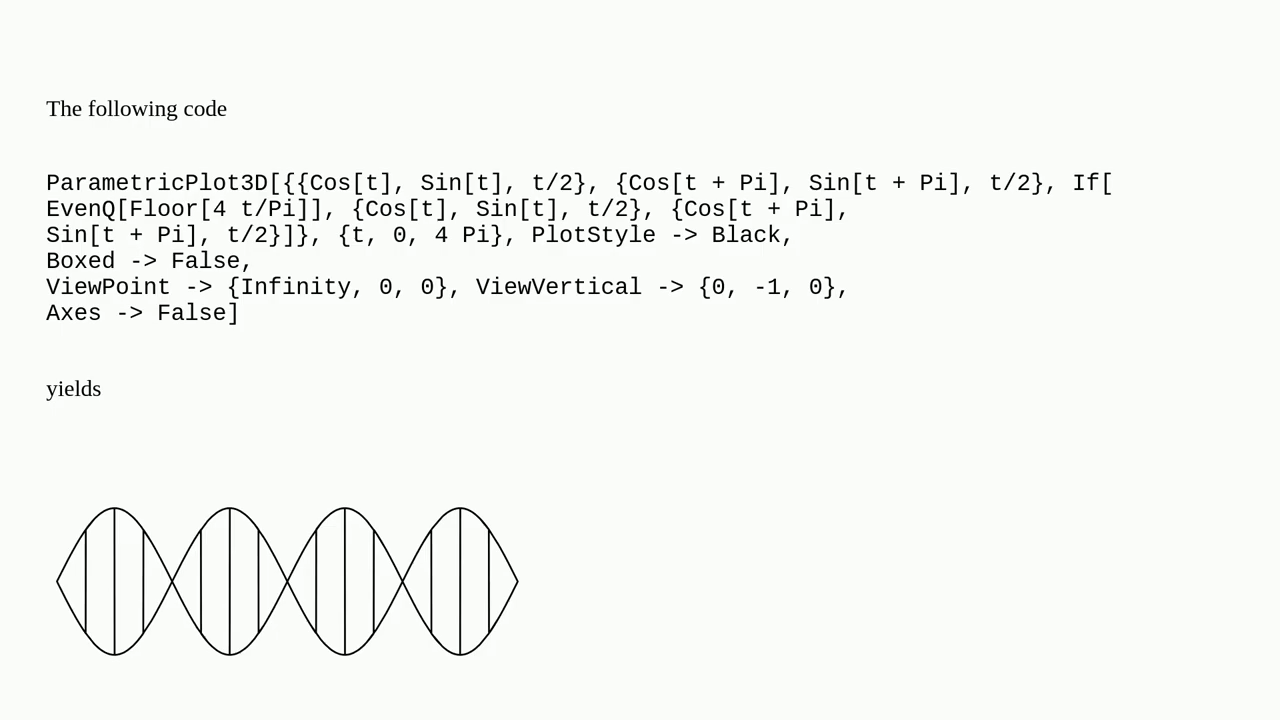 The following code
ParametricPlot3D[{{Cos[t], Sin[t], t/2}, {Cos[t + Pi], Sin[t + Pi], t/2}, If[
EvenQ[Floor[4 t/Pi]], {Cos[t], Sin[t], t/2}, {Cos[t + Pi],
Sin[t + Pi], t/2}]}, {t, 0, 4 Pi}, PlotStyle -> Black,
Boxed -> False,
ViewPoint -> {Infinity, 0, 0}, ViewVertical -> {0, -1, 0},
Axes -> False]
yields